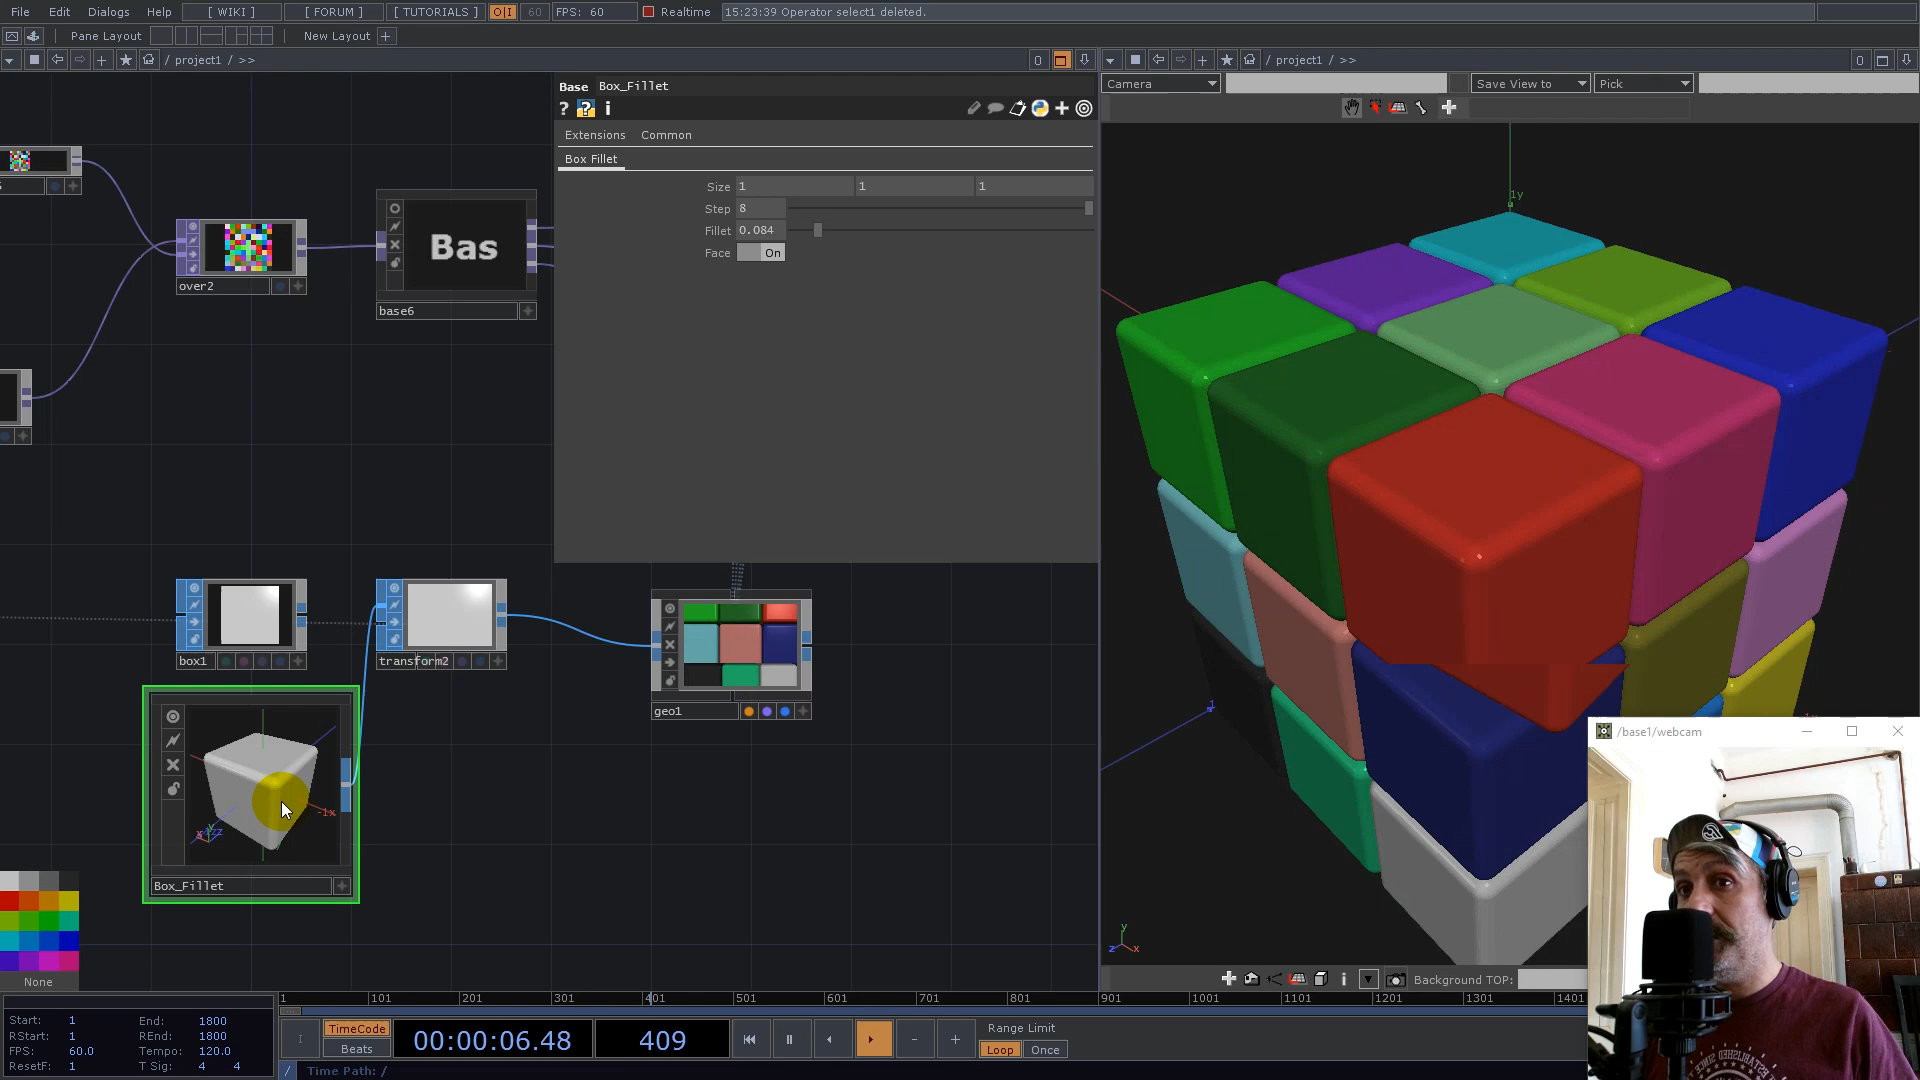 File Edit Dialogs Help [ WIKI ] [ FORUM ] [ TUTORIALS ] O|I 60 FPS: 60 Realtime 15:23:39 Operator select1 deleted.
Pane Layout New Layout +
/ project1 / >> 0 / project1 / >> 0
Base Box_Fillet
Camera Save View to Pick
? ? i
Extensions Common
Box Fillet
Size 1 1 1
Step 8
Fillet 0.084
Face On
1y
Bas
over2
base6
box1
transform2
geo1
1
-1x
Box_Fillet
/base1/webcam
y
z x
None
Background TOP:
1 101 201 301 401 501 601 701 801 901 1001 1101 1201 1301 1401
Start: 1 End: 1800
RStart: 1 REnd: 1800
FPS: 60.0 Tempo: 120.0
ResetF: 1 T Sig: 4 4
TimeCode
Beats
00:00:06.48
409
Range Limit
Loop Once
/ Time Path: /